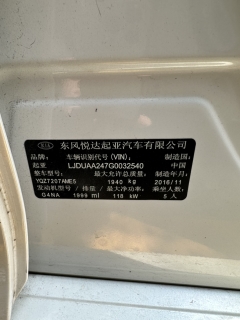 KIA 东风悦达起亚汽车有限公司
品牌： 车辆识别代号(VIN)： 制造国：
起亚 LJDUAA247G0032540 中国
整车型号： 最大允许总质量： 制造年月：
YQZ7207AME5 1940 kg 2016/11
发动机型号/ 排量/ 最大净功率： 乘坐人数：
G4NA 1999 ml 118 kW 5人